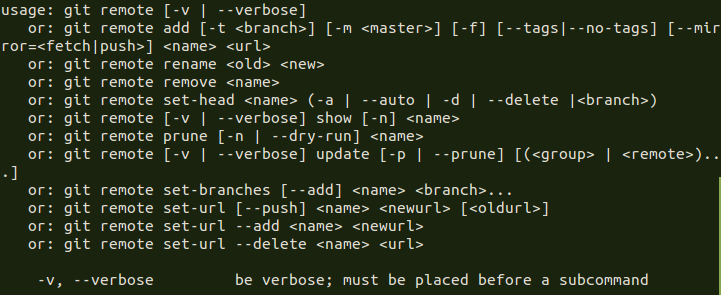 usage: git remote [-v | --verbose]
   or: git remote add [-t <branch>] [-m <master>] [-f] [--tags|--no-tags] [--mir
ror=<fetch|push>] <name> <url>
   or: git remote rename <old> <new>
   or: git remote remove <name>
   or: git remote set-head <name> (-a | --auto | -d | --delete |<branch>)
   or: git remote [-v | --verbose] show [-n] <name>
   or: git remote prune [-n | --dry-run] <name>
   or: git remote [-v | --verbose] update [-p | --prune] [(<group> | <remote>)..
.]
   or: git remote set-branches [--add] <name> <branch>...
   or: git remote set-url [--push] <name> <newurl> [<oldurl>]
   or: git remote set-url --add <name> <newurl>
   or: git remote set-url --delete <name> <url>

    -v, --verbose         be verbose; must be placed before a subcommand